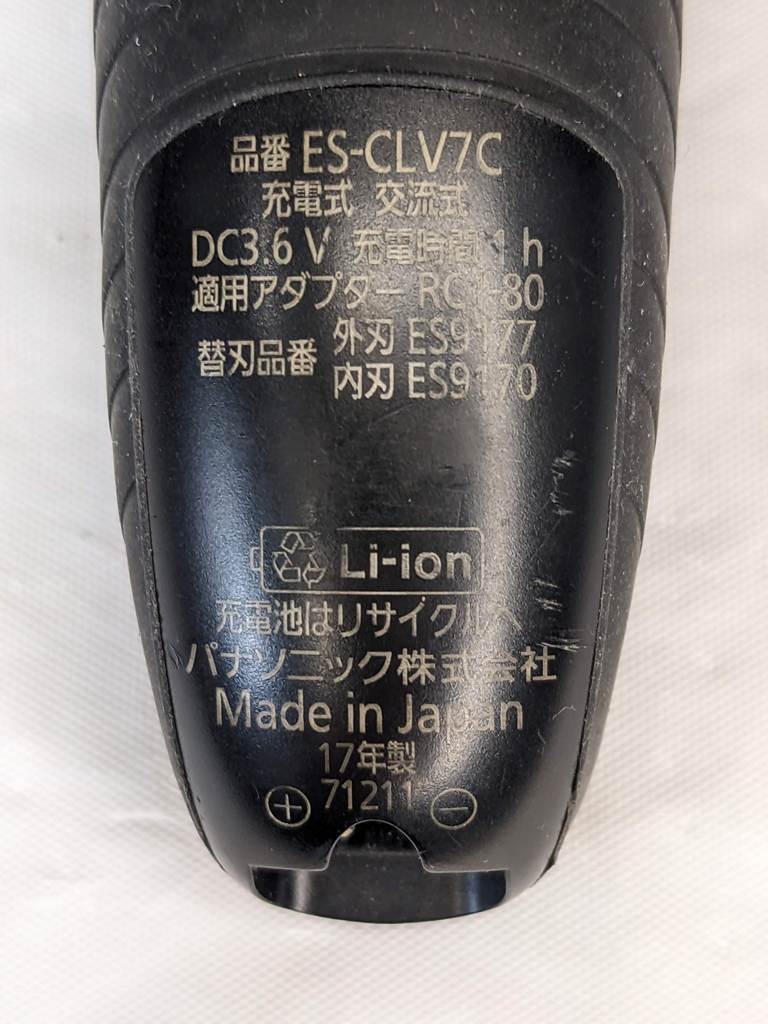 品番 ES-CLV7C
充電式 交流式
DC3.6 V 充電時間 1 h
適用アダプター RC1-80
替刃品番 外刃 ES9177
内刃 ES9170
Li-ion
充電池はリサイクルへ
パナソニック株式会社
Made in Japan
17年製
71211